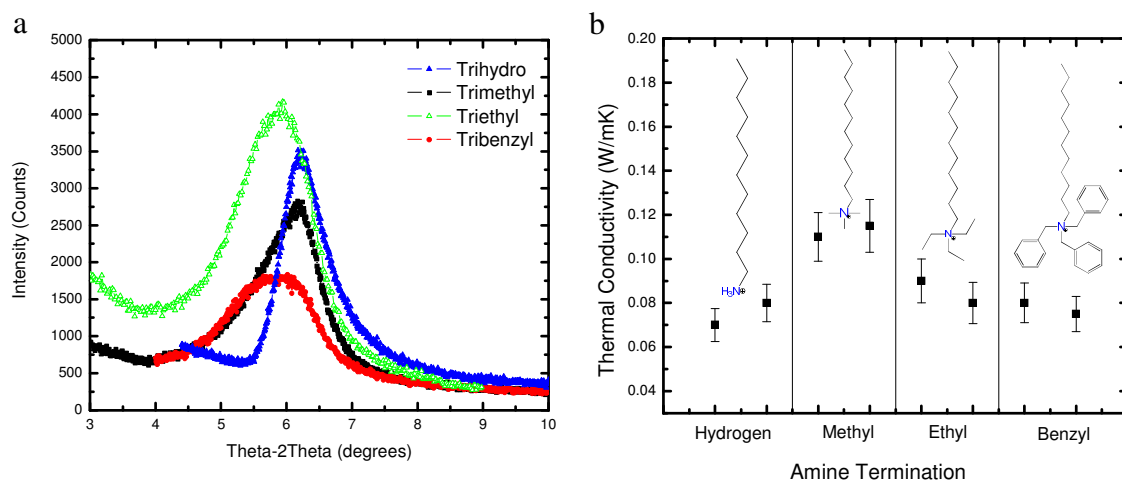 a
5000
4500
4000
3500
3000
2500
2000
1500
1000
500
0
Intensity (Counts)
Trihydro
Trimethyl
Triethyl
Tribenzyl
3 4 5 6 7 8 9 10
Theta-2Theta (degrees)
b
0.20
0.18
0.16
0.14
0.12
0.10
0.08
0.06
0.04
Thermal Conductivity (W/mK)
H₃N⊕
N
N
N
Hydrogen Methyl Ethyl Benzyl
Amine Termination